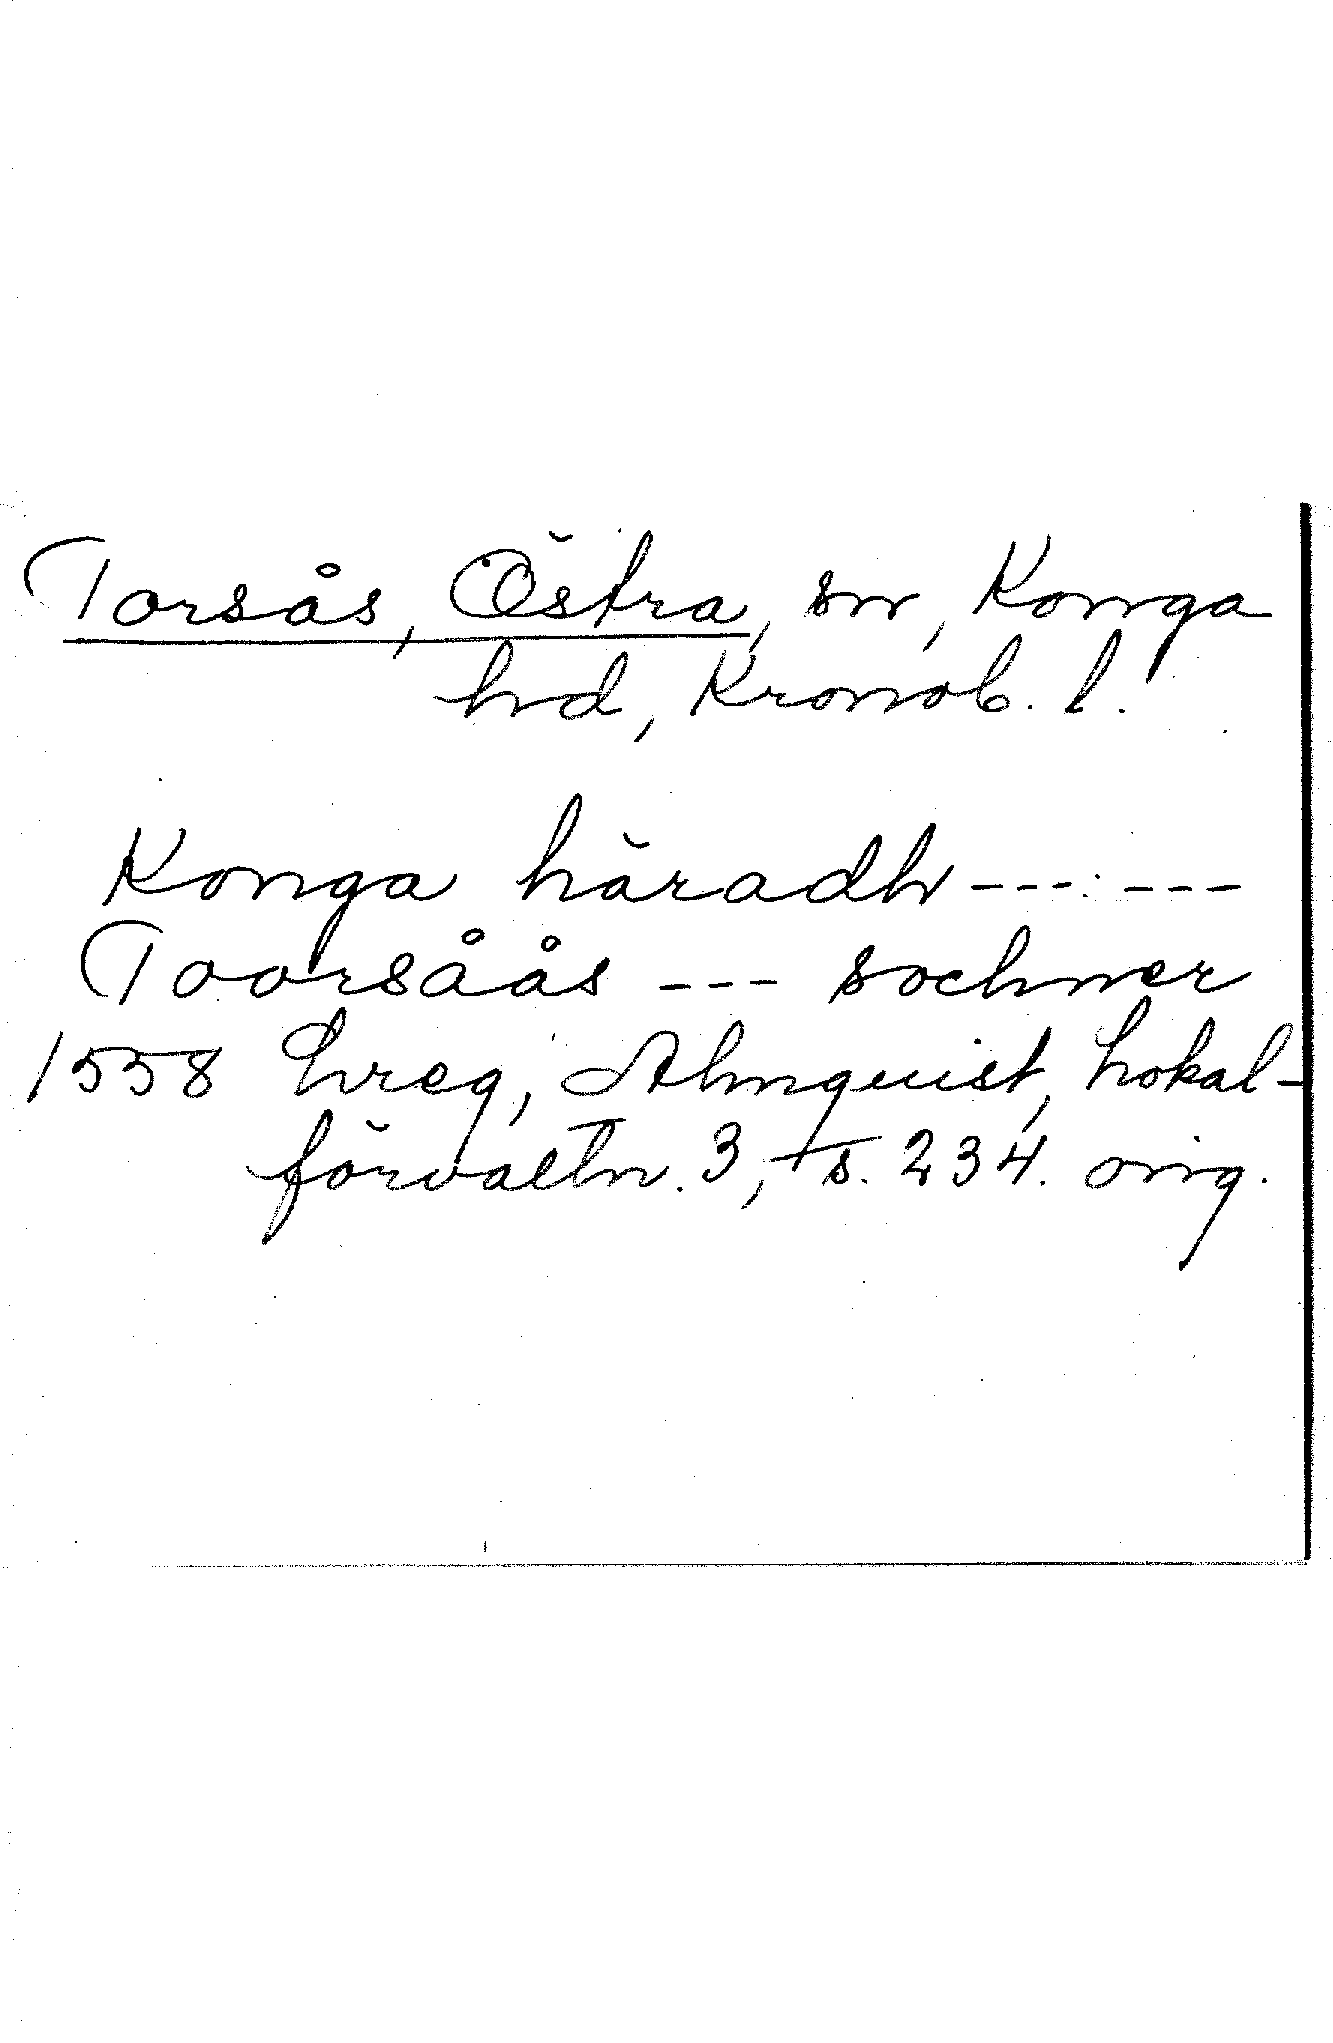 Torsås, Östra, sn, Konga
hd, Kronob. l.
Konga häradh --- ---
Toorsåås --- sochner
1558 Lreg, Almquist, Lokal-
förvaltn. 3, s. 234. orig.